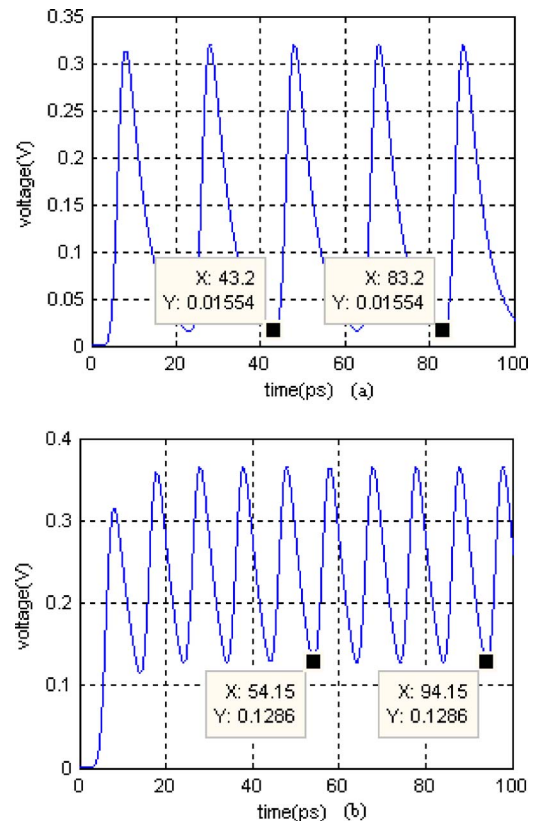 0.35
0.3
0.25
0.2
0.15
0.1
0.05
0
voltage(V)
X: 43.2
Y: 0.01554
X: 83.2
Y: 0.01554
0 20 40 60 80 100
time(ps) (a)
0.4
0.3
0.2
0.1
0
voltage(V)
X: 54.15
Y: 0.1286
X: 94.15
Y: 0.1286
0 20 40 60 80 100
time(ps) (b)